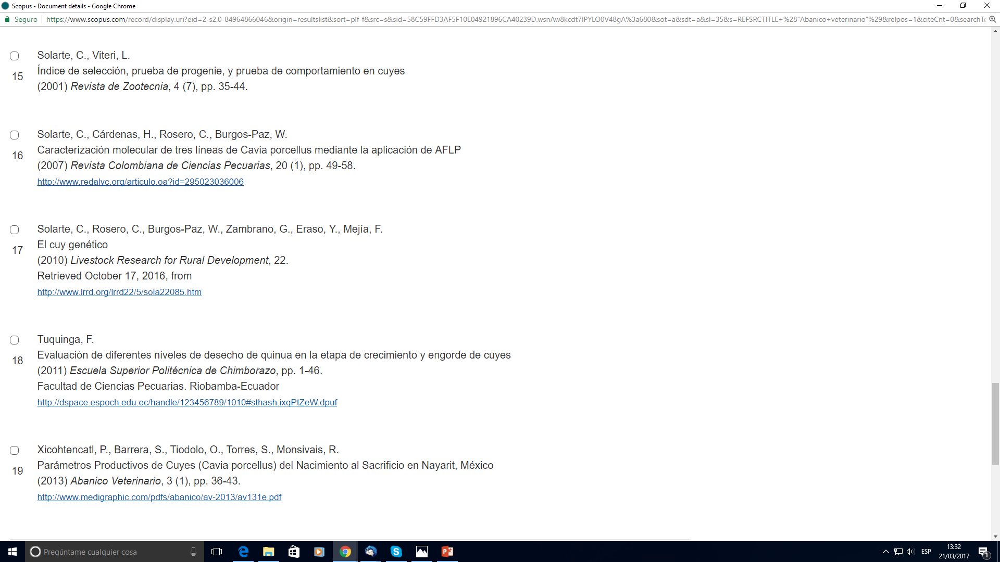 Scopus - Document details - Google Chrome
Seguro
https://www.scopus.com/record/display.uri?eid=2-s2.0-84964866046&origin=resultslist&sort=plf-f&src=s&sid=58C59FFD3AF5F10E04921896CA40239D.wsnAw8kcdt7IPYLO0V48gA%3a680&sot=a&sdt=a&sl=35&s=REFSRCTITLE+%28"Abanico+veterinario"%29&relpos=1&citeCnt=0&searchTe
15
Solarte, C., Viteri, L.
Índice de selección, prueba de progenie, y prueba de comportamiento en cuyes
(2001) Revista de Zootecnia, 4 (7), pp. 35-44.
16
Solarte, C., Cárdenas, H., Rosero, C., Burgos-Paz, W.
Caracterización molecular de tres líneas de Cavia porcellus mediante la aplicación de AFLP
(2007) Revista Colombiana de Ciencias Pecuarias, 20 (1), pp. 49-58.
http://www.redalyc.org/articulo.oa?id=295023036006
17
Solarte, C., Rosero, C., Burgos-Paz, W., Zambrano, G., Eraso, Y., Mejía, F.
El cuy genético
(2010) Livestock Research for Rural Development, 22.
Retrieved October 17, 2016, from
http://www.lrrd.org/lrrd22/5/sola22085.htm
18
Tuquinga, F.
Evaluación de diferentes niveles de desecho de quinua en la etapa de crecimiento y engorde de cuyes
(2011) Escuela Superior Politécnica de Chimborazo, pp. 1-46.
Facultad de Ciencias Pecuarias. Riobamba-Ecuador
http://dspace.espoch.edu.ec/handle/123456789/1010#sthash.ixqPtZeW.dpuf
19
Xicohtencatl, P., Barrera, S., Tiodolo, O., Torres, S., Monsivais, R.
Parámetros Productivos de Cuyes (Cavia porcellus) del Nacimiento al Sacrificio en Nayarit, México
(2013) Abanico Veterinario, 3 (1), pp. 36-43.
http://www.medigraphic.com/pdfs/abanico/av-2013/av131e.pdf
Pregúntame cualquier cosa
ESP
13:32
21/03/2017
1